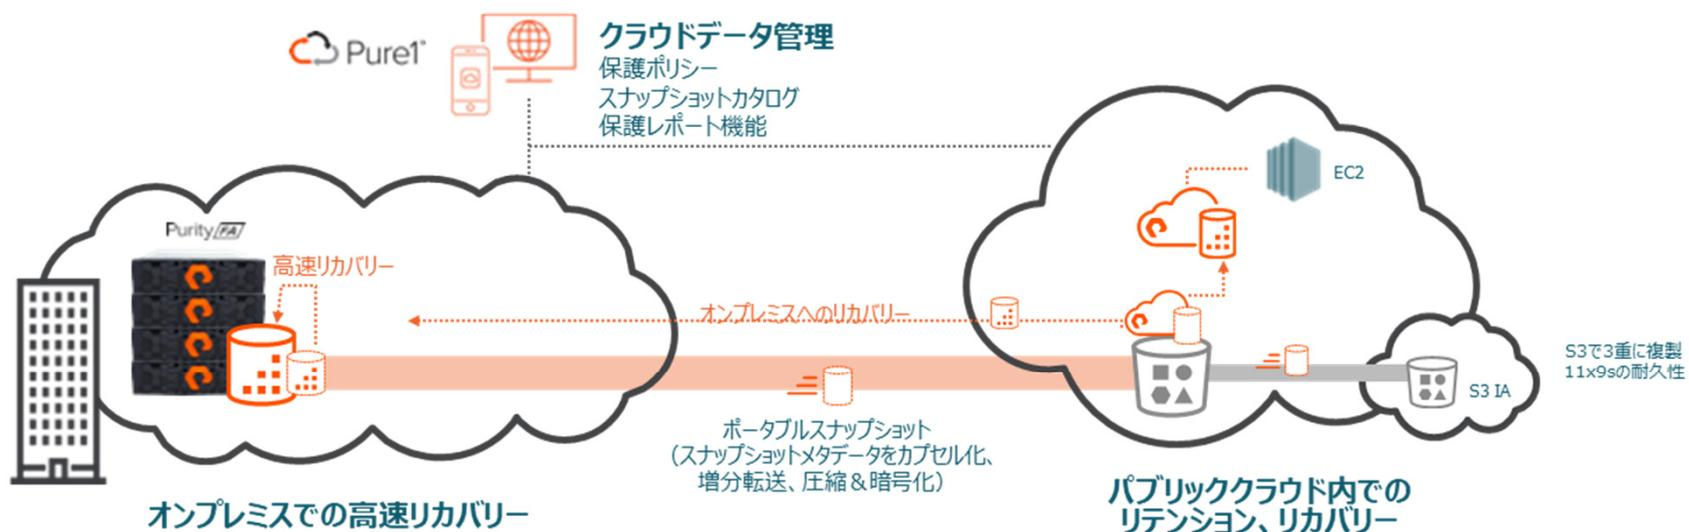 Pure1
クラウドデータ管理
保護ポリシー
スナップショットカタログ
保護レポート機能
EC2
Purity/FA
高速リカバリー
オンプレミスへのリカバリー
S3で3重に複製
11x9sの耐久性
S3 IA
ポータブルスナップショット
（スナップショットメタデータをカプセル化、
増分転送、圧縮＆暗号化）
オンプレミスでの高速リカバリー
パブリッククラウド内での
リテンション、リカバリー